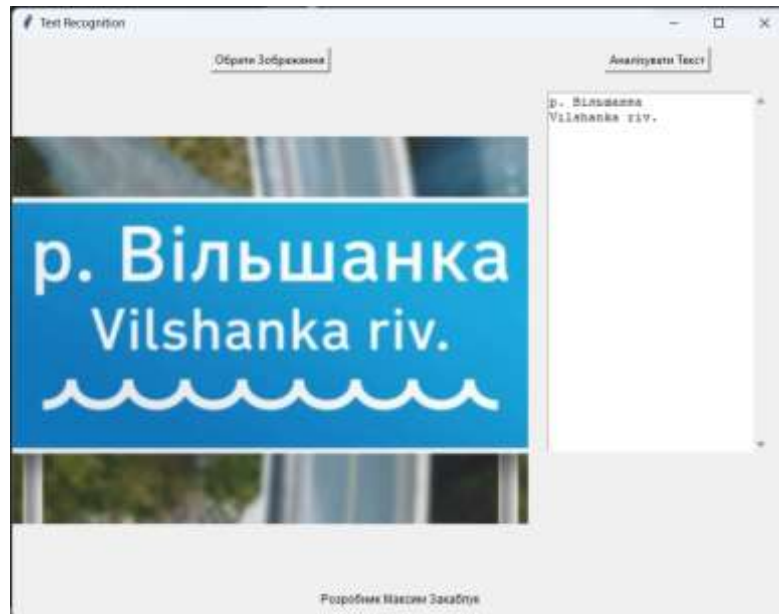 Text Recognition
Обрати Зображення
Аналізувати Текст
р. Вільшанка
Vilshanka riv.
р. Вільшанка
Vilshanka riv.
Розробник Максим Закаблук